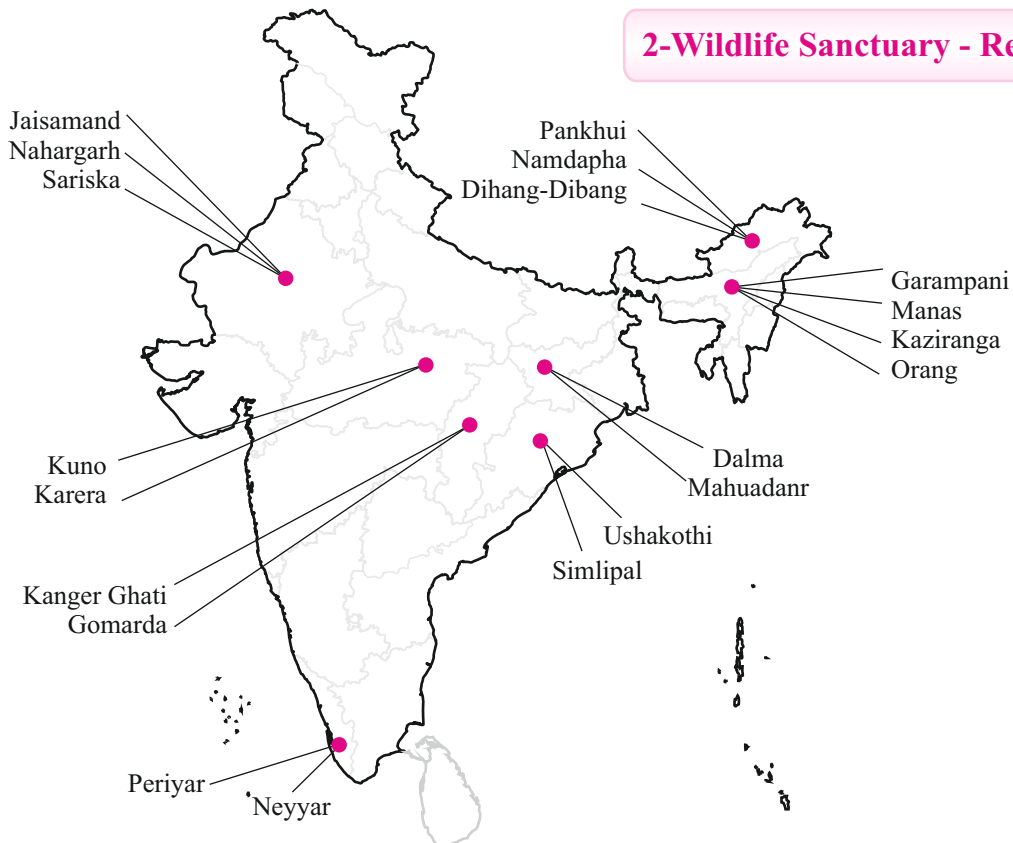 2-Wildlife Sanctuary - Re
Jaisamand
Nahargarh
Sariska
Pankhui
Namdapha
Dihang-Dibang
Garampani
Manas
Kaziranga
Orang
Kuno
Karera
Dalma
Mahuadanr
Ushakothi
Simlipal
Kanger Ghati
Gomarda
Periyar
Neyyar